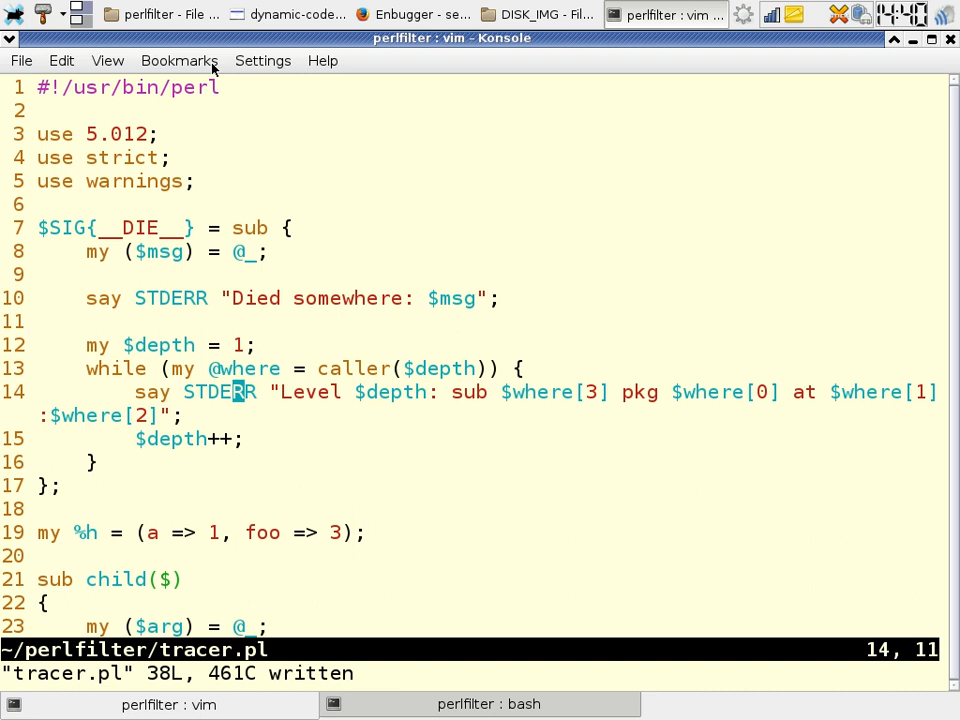 perlfilter - File ... dynamic-code... Enbugger - se... DISK_IMG - Fil... perlfilter : vim ... 14:40
perlfilter : vim – Konsole
File Edit View Bookmarks Settings Help
1 #!/usr/bin/perl
2
3 use 5.012;
4 use strict;
5 use warnings;
6
7 $SIG{__DIE__} = sub {
8     my ($msg) = @_;
9
10     say STDERR "Died somewhere: $msg";
11
12     my $depth = 1;
13     while (my @where = caller($depth)) {
14         say STDERR "Level $depth: sub $where[3] pkg $where[0] at $where[1]
:$where[2]";
15         $depth++;
16     }
17 };
18
19 my %h = (a => 1, foo => 3);
20
21 sub child($)
22 {
23     my ($arg) = @_;
~/perlfilter/tracer.pl 14, 11
"tracer.pl" 38L, 461C written
perlfilter : vim perlfilter : bash